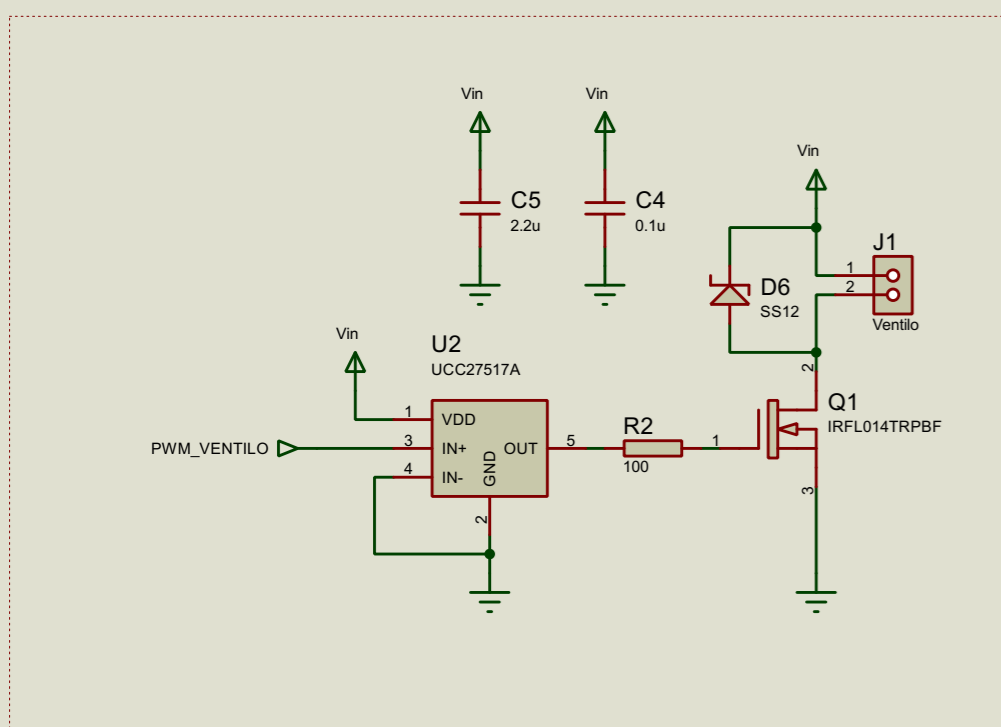 Vin
Vin
C5
2.2u
C4
0.1u
Vin
J1
1
2
Ventilo
D6
SS12
Vin
U2
UCC27517A
1
VDD
PWM_VENTILO
3
IN+
4
IN-
GND
OUT
5
2
R2
100
1
2
Q1
IRFL014TRPBF
3